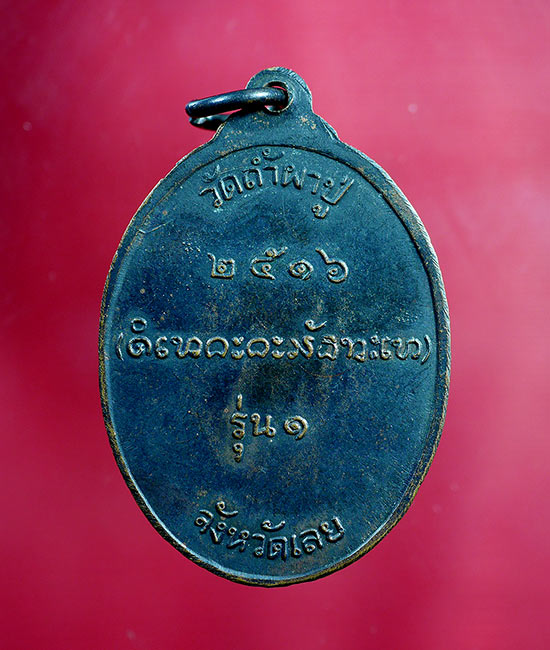 วัดถ้ำผาปู่
๒๕๑๖
รุ่น ๑
จังหวัดเลย